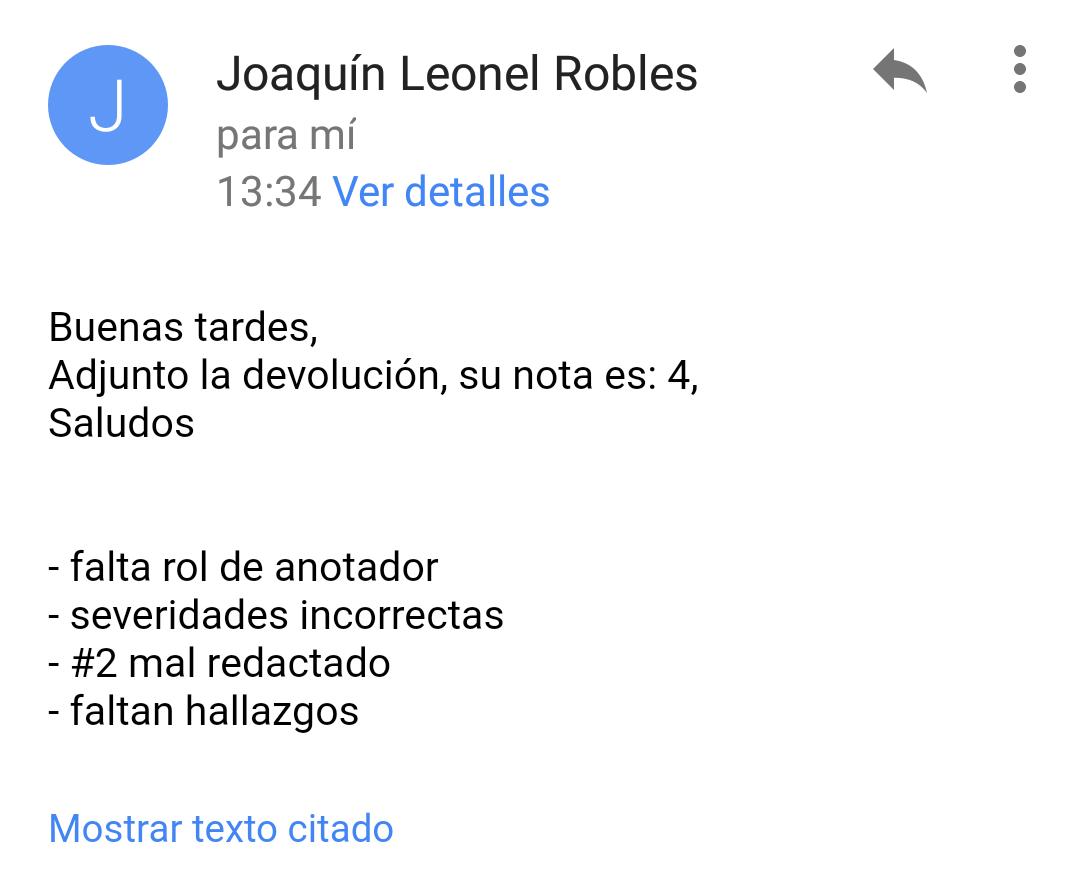 J
Joaquín Leonel Robles
para mí
13:34 Ver detalles
Buenas tardes,
Adjunto la devolución, su nota es: 4,
Saludos
- falta rol de anotador
- severidades incorrectas
- #2 mal redactado
- faltan hallazgos
Mostrar texto citado